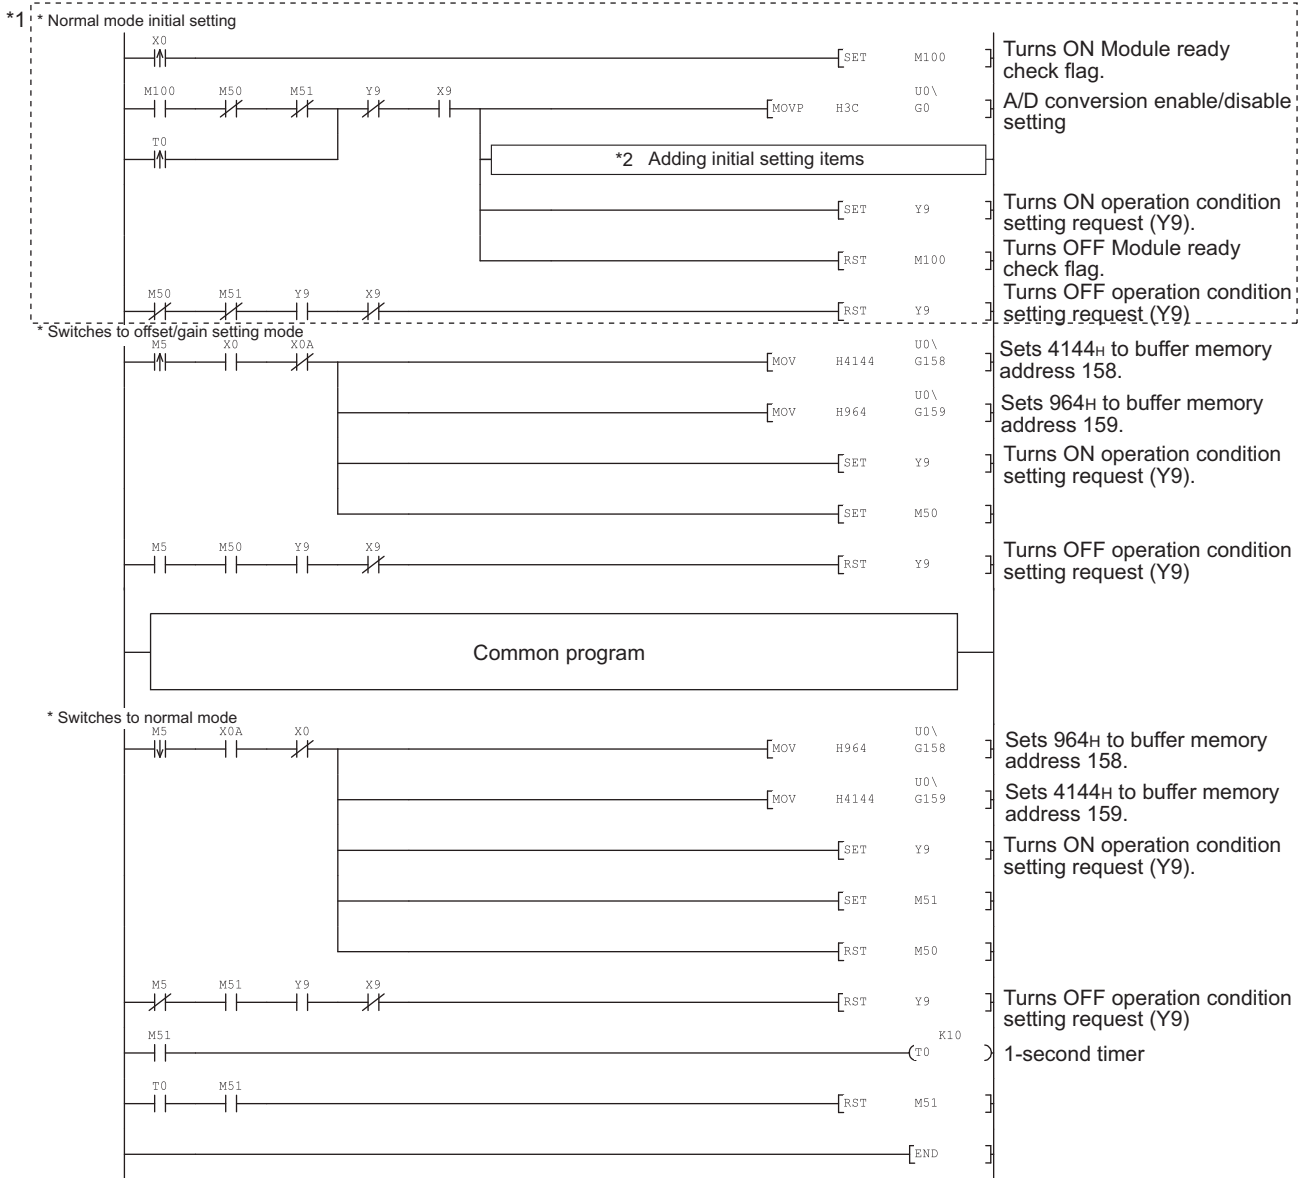 *1
* Normal mode initial setting
X0
SET M100
Turns ON Module ready
check flag.
M100 M50 M51 Y9 X9
MOVP H3C U0\
G0
A/D conversion enable/disable
setting
T0
*2 Adding initial setting items
SET Y9
Turns ON operation condition
setting request (Y9).
RST M100
Turns OFF Module ready
check flag.
M50 M51 Y9 X9
RST Y9
Turns OFF operation condition
setting request (Y9)
* Switches to offset/gain setting mode
M5 X0 X0A
MOV H4144 U0\
G158
Sets 4144H to buffer memory
address 158.
MOV H964 U0\
G159
Sets 964H to buffer memory
address 159.
SET Y9
Turns ON operation condition
setting request (Y9).
SET M50
M5 M50 Y9 X9
RST Y9
Turns OFF operation condition
setting request (Y9)
Common program
* Switches to normal mode
M5 X0A X0
MOV H964 U0\
G158
Sets 964H to buffer memory
address 158.
MOV H4144 U0\
G159
Sets 4144H to buffer memory
address 159.
SET Y9
Turns ON operation condition
setting request (Y9).
SET M51
RST M50
M5 M51 Y9 X9
RST Y9
Turns OFF operation condition
setting request (Y9)
M51
K10
T0
1-second timer
T0 M51
RST M51
END